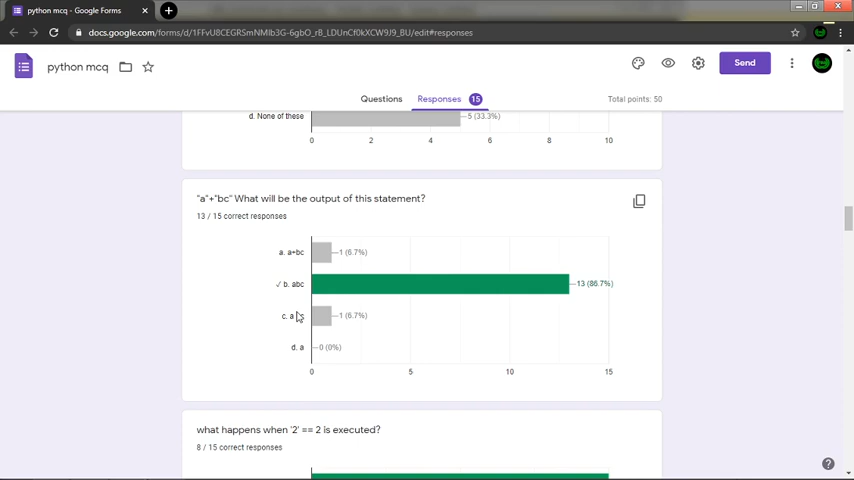 python mcq - Google Forms
docs.google.com/forms/d/1FFvU8CEGRSmNMIb3G-6gbO_rB_LDUnCf0kXCW9J9_BU/edit#responses
python mcq
Send
Questions
Responses 15
Total points: 50
d. None of these
5 (33.3%)
0 2 4 6 8 10
"a"+"bc" What will be the output of this statement?
13 / 15 correct responses
a. a+bc
1 (6.7%)
✓ b. abc
13 (86.7%)
c. a
1 (6.7%)
d. a
0 (0%)
0 5 10 15
what happens when '2' == 2 is executed?
8 / 15 correct responses